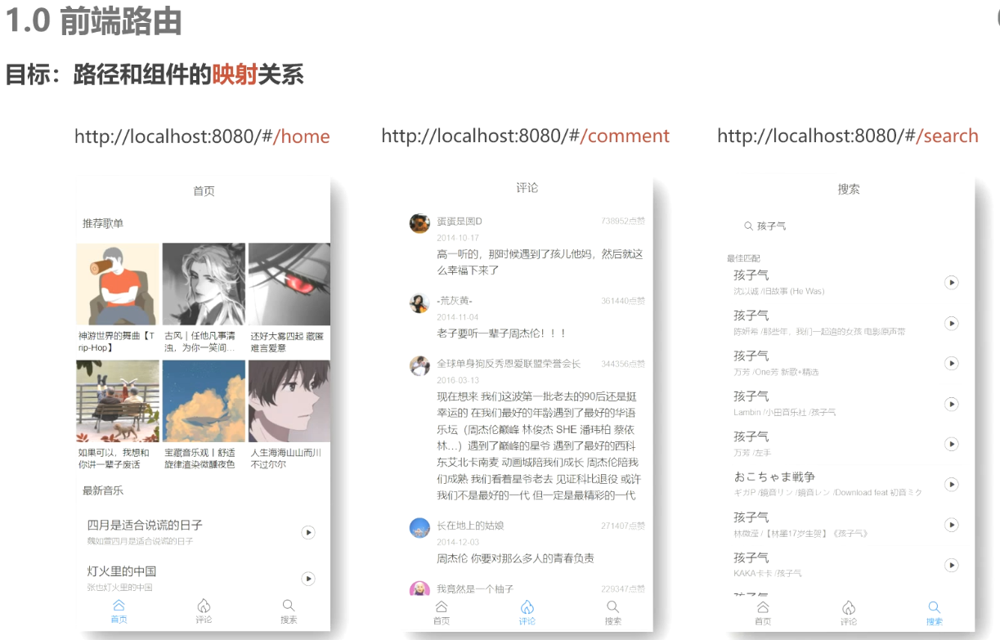 1.0 前端路由
目标：路径和组件的映射关系
http://localhost:8080/#/home
首页
推荐歌单
神游世界的舞曲【T
rip-Hop】
古风丨任他凡事清
浊，为你一笑间...
还好大雾四起 藏匿
难言爱意
如果可以，我想和
你讲一辈子废话
宝藏音乐观丨舒适
旋律渲染微醺夜色
人生海海山山而川
不过尔尔
最新音乐
四月是适合说谎的日子
魏如萱四月是适合说谎的日子
灯火里的中国
张也灯火里的中国
首页
评论
搜索
http://localhost:8080/#/comment
评论
蛋蛋是圆D
738952点赞
2014-10-17
高一听的，那时候遇到了孩儿他妈，然后就这
么幸福下来了
-荒灰黄-
361440点赞
2014-11-04
老子要听一辈子周杰伦！！！
全球单身狗反秀恩爱联盟荣誉会长
344356点赞
2016-03-13
现在想来 我们这波第一批老去的90后还是挺
幸运的 在我们最好的年龄遇到了最好的华语
乐坛（周杰伦巅峰 林俊杰 SHE 潘玮柏 蔡依
林...）遇到了巅峰的星爷 遇到了最好的西科
东艾北卡南麦 动画城陪我们成长 周杰伦陪我
们成熟 我们看着星爷老去 见证科比退役 或许
我们不是最好的一代 但一定是最精彩的一代
长在地上的姑娘
271407点赞
2014-12-03
周杰伦 你要对那么多人的青春负责
我竟然是一个柚子
229347点赞
首页
评论
搜索
http://localhost:8080/#/search
搜索
孩子气
最佳匹配
孩子气
沈以诚 /旧故事 (He Was)
孩子气
陈妍希 /那些年，我们一起追的女孩 电影原声带
孩子气
万芳 /One芳 新歌+精选
孩子气
Lambin /小田音乐社 /孩子气
孩子气
万芳 /左手
おこちゃま戦争
ギガP /鏡音リン /鏡音レン /Download feat 初音ミク
孩子气
林微滢 /【林墨17岁生贺】《孩子气》
孩子气
KAKA卡卡 /孩子气
首页
评论
搜索